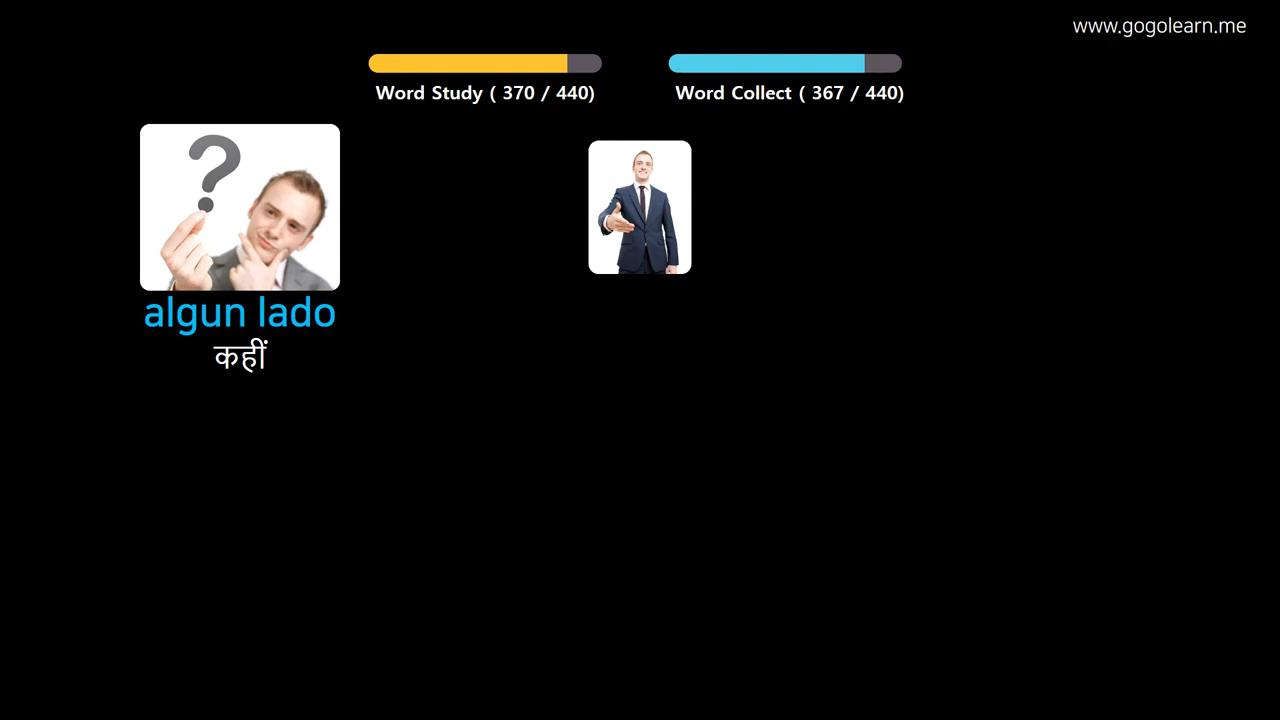 www.gogolearn.me
Word Study ( 370 / 440)
Word Collect ( 367 / 440)
?
algun lado
कहीं